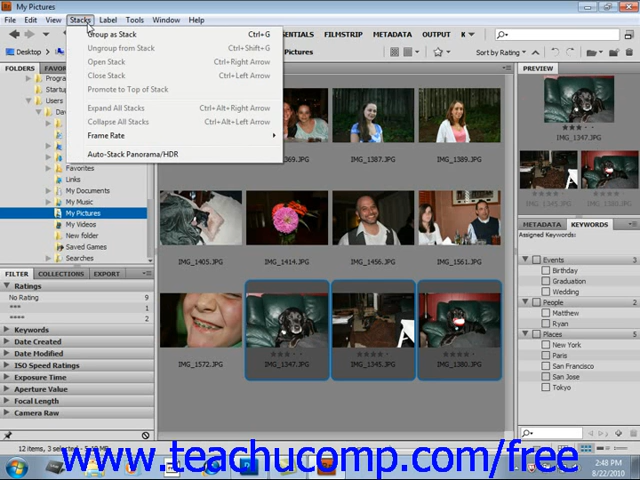 My Pictures
File Edit View Stacks Label Tools Window Help
FILMSTRIP METADATA OUTPUT
Desktop
Pictures
Sort by Rating
Group as Stack Ctrl+G
Ungroup from Stack Ctrl+Shift+G
Open Stack Ctrl+Right Arrow
Close Stack Ctrl+Left Arrow
Promote to Top of Stack
Expand All Stacks Ctrl+Alt+Right Arrow
Collapse All Stacks Ctrl+Alt+Left Arrow
Frame Rate
Auto-Stack Panorama/HDR
FOLDERS
Users
Favorites
Links
My Documents
My Music
My Pictures
My Videos
New folder
Saved Games
Searches
FILTER COLLECTIONS EXPORT
Ratings
No Rating 9
*** 1
**** 2
Keywords
Date Created
Date Modified
ISO Speed Ratings
Exposure Time
Aperture Value
Focal Length
Camera Raw
IMG_1387.JPG IMG_1389.JPG
IMG_1405.JPG IMG_1414.JPG IMG_1456.JPG IMG_1561.JPG
IMG_1572.JPG IMG_1347.JPG IMG_1345.JPG IMG_1380.JPG
PREVIEW
IMG_1347.JPG
METADATA KEYWORDS
Assigned Keywords:
Events
Birthday
Graduation
Wedding
People
Matthew
Ryan
Places
New York
Paris
San Francisco
San Jose
Tokyo
12 items, 3 selected
www.teachucomp.com/free
2:48 PM
8/22/2010